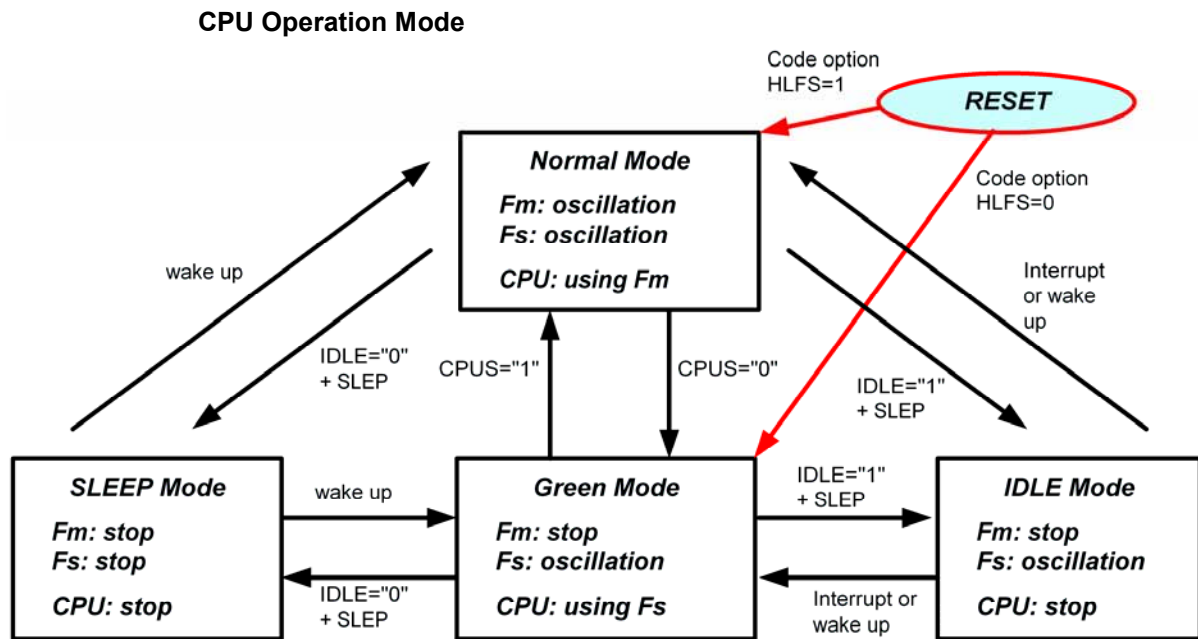 CPU Operation Mode
Code option
HLFS=1
RESET
Normal Mode
Fm: oscillation
Fs: oscillation
CPU: using Fm
Code option
HLFS=0
wake up
Interrupt
or wake
up
IDLE="0"
+ SLEP
CPUS="1"
CPUS="0"
IDLE="1"
+ SLEP
SLEEP Mode
Fm: stop
Fs: stop
CPU: stop
wake up
IDLE="0"
+ SLEP
Green Mode
Fm: stop
Fs: oscillation
CPU: using Fs
IDLE="1"
+ SLEP
Interrupt or
wake up
IDLE Mode
Fm: stop
Fs: oscillation
CPU: stop